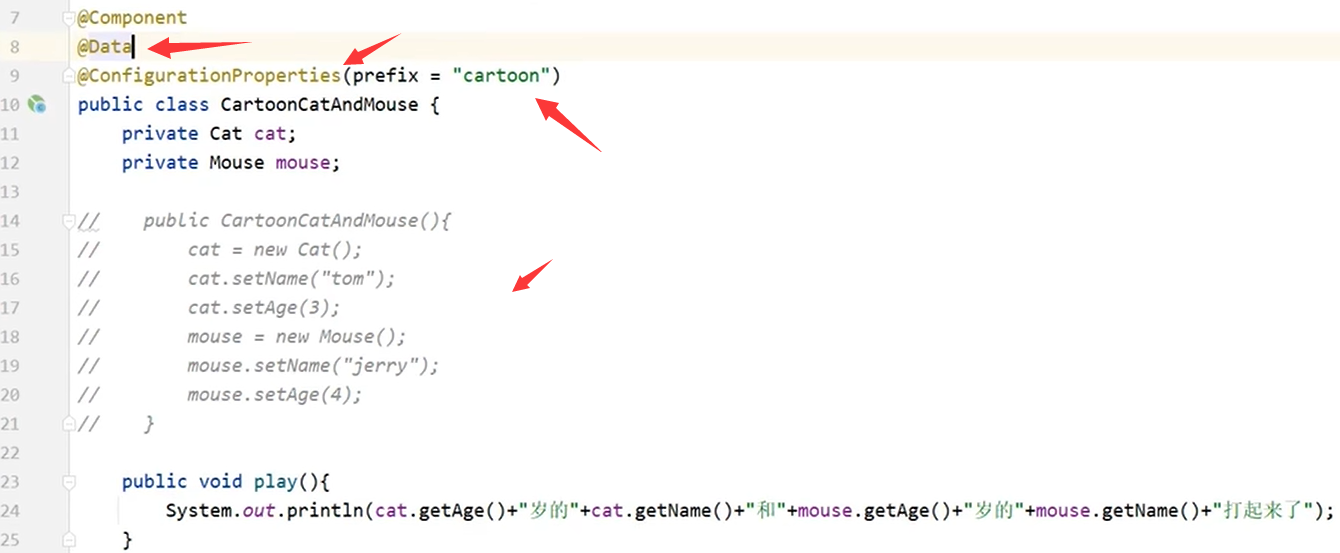 7 @Component
8 @Data
9 @ConfigurationProperties(prefix = "cartoon")
10 public class CartoonCatAndMouse {
11 private Cat cat;
12 private Mouse mouse;
13
14 // public CartoonCatAndMouse(){
15 // cat = new Cat();
16 // cat.setName("tom");
17 // cat.setAge(3);
18 // mouse = new Mouse();
19 // mouse.setName("jerry");
20 // mouse.setAge(4);
21 // }
22
23 public void play(){
24 System.out.println(cat.getAge()+"岁的"+cat.getName()+"和"+mouse.getAge()+"岁的"+mouse.getName()+"打起来了");
25 }